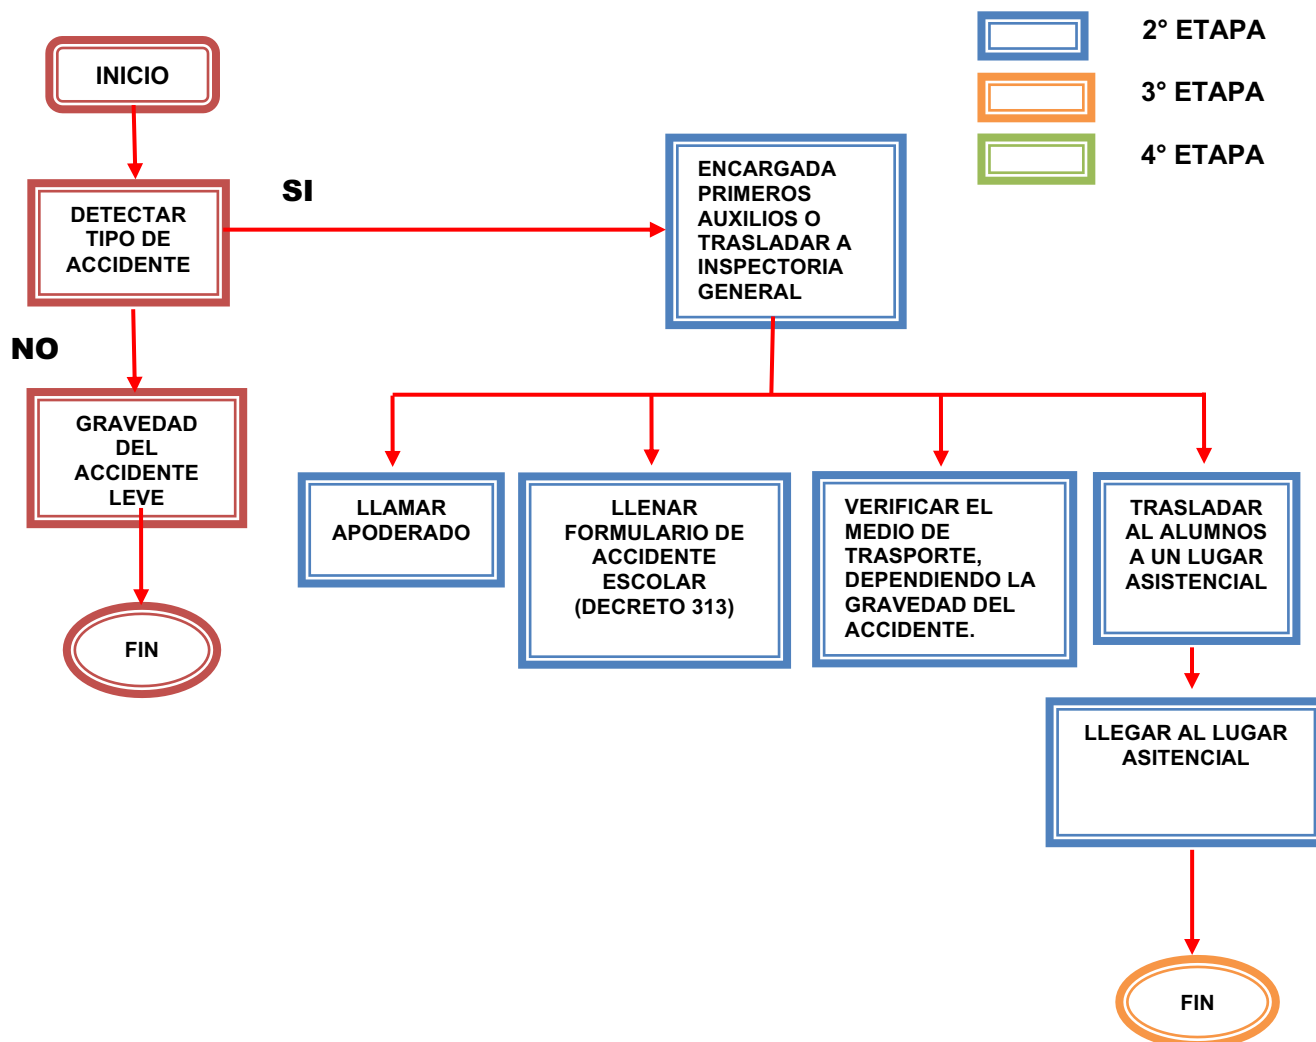 2° ETAPA
3° ETAPA
4° ETAPA
INICIO
DETECTAR
TIPO DE
ACCIDENTE
SI
ENCARGADA
PRIMEROS
AUXILIOS O
TRASLADAR A
INSPECTORIA
GENERAL
NO
GRAVEDAD
DEL
ACCIDENTE
LEVE
FIN
LLAMAR
APODERADO
LLENAR
FORMULARIO DE
ACCIDENTE
ESCOLAR
(DECRETO 313)
VERIFICAR EL
MEDIO DE
TRASPORTE,
DEPENDIENDO LA
GRAVEDAD DEL
ACCIDENTE.
TRASLADAR
AL ALUMNOS
A UN LUGAR
ASISTENCIAL
LLEGAR AL LUGAR
ASITENCIAL
FIN